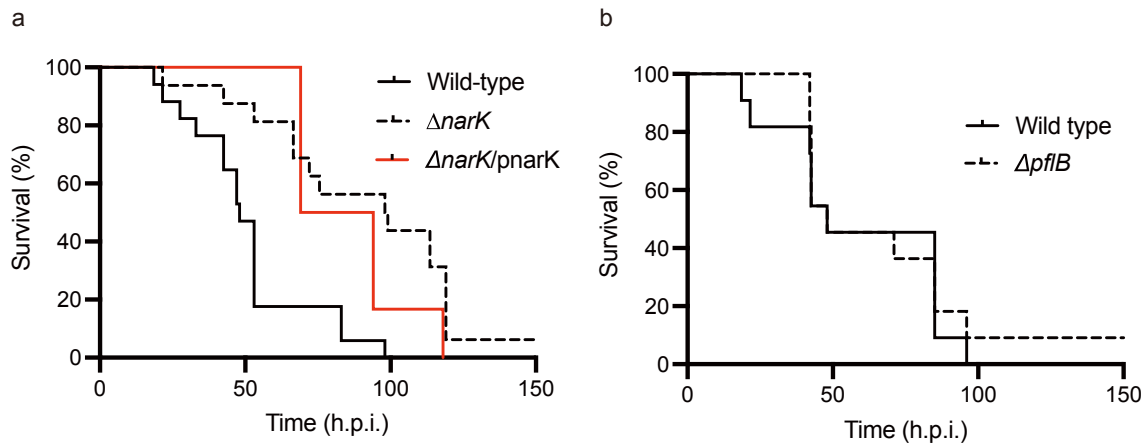 a
Survival (%)
100
80
60
40
20
0
0 50 100 150
Time (h.p.i.)
Wild-type
ΔnarK
ΔnarK/pnarK
b
Survival (%)
100
80
60
40
20
0
0 50 100 150
Time (h.p.i.)
Wild type
ΔpflB